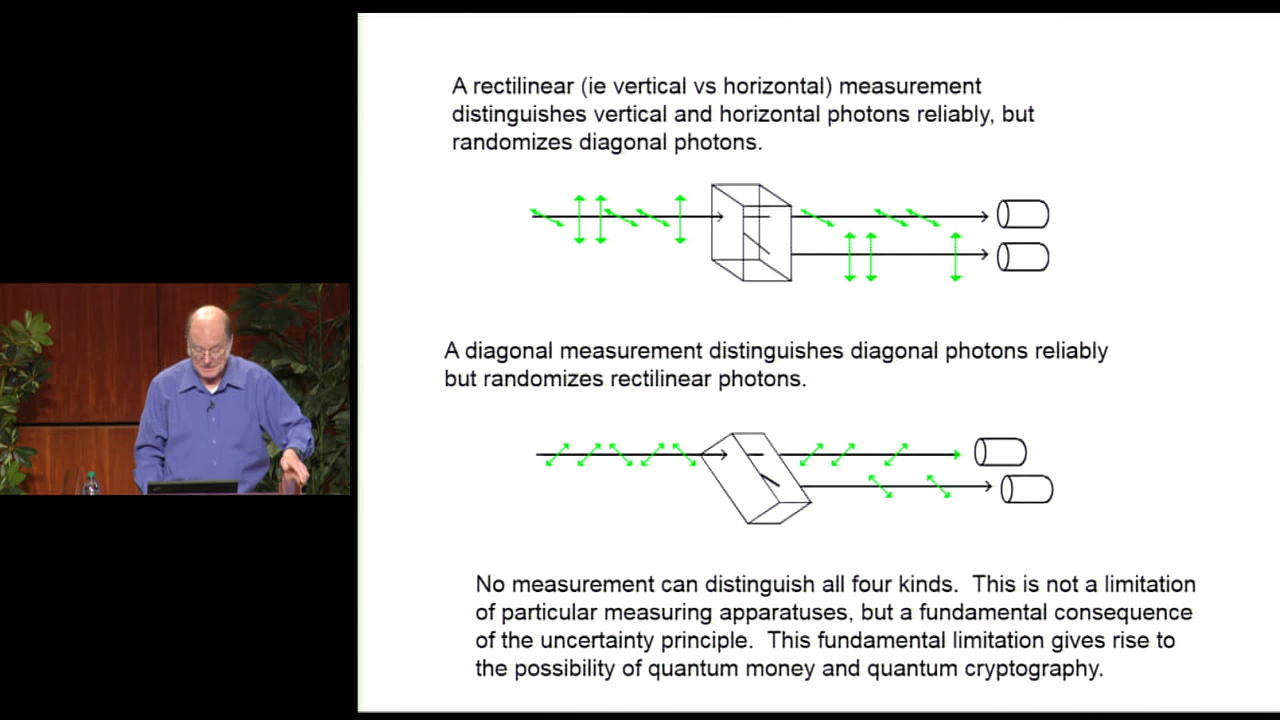 A rectilinear (ie vertical vs horizontal) measurement
distinguishes vertical and horizontal photons reliably, but
randomizes diagonal photons.
A diagonal measurement distinguishes diagonal photons reliably
but randomizes rectilinear photons.
No measurement can distinguish all four kinds.  This is not a limitation
of particular measuring apparatuses, but a fundamental consequence
of the uncertainty principle.  This fundamental limitation gives rise to
the possibility of quantum money and quantum cryptography.